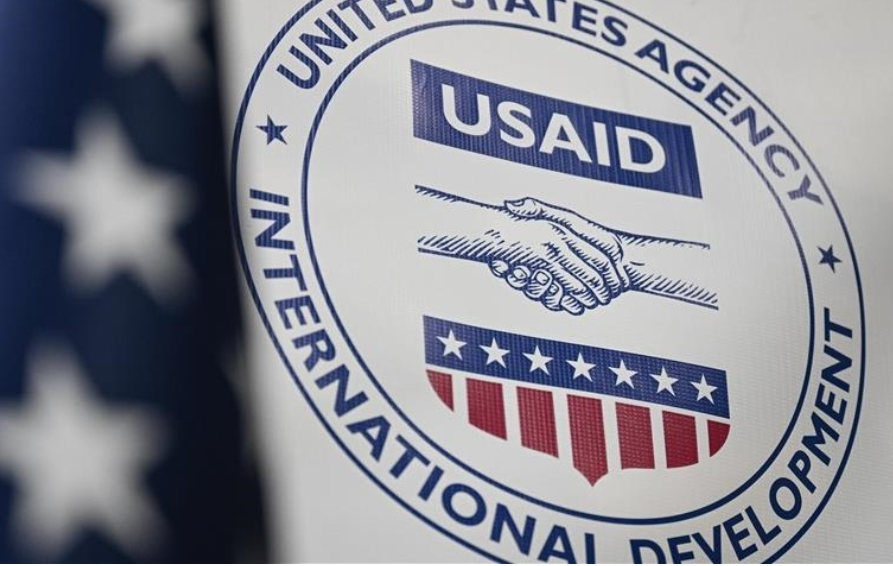 UNITED STATES AGENCY
USAID
INTERNATIONAL DEVELOPMENT